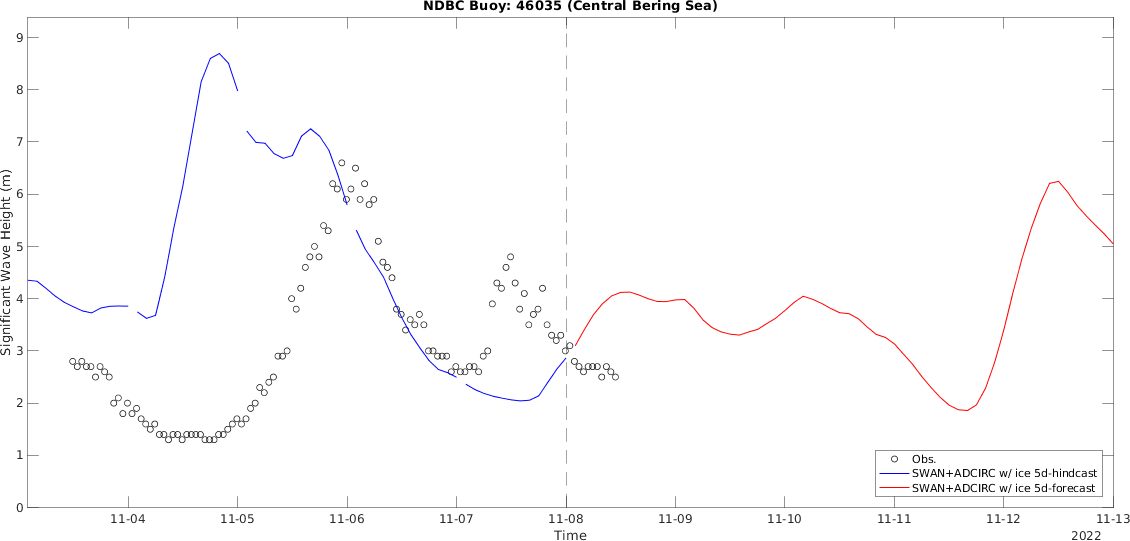 NDBC Buoy: 46035 (Central Bering Sea)
9
8
7
6
5
4
3
2
1
0
Significant Wave Height (m)
Obs.
SWAN+ADCIRC w/ ice 5d-hindcast
SWAN+ADCIRC w/ ice 5d-forecast
11-04 11-05 11-06 11-07 11-08 11-09 11-10 11-11 11-12 11-13
Time
2022